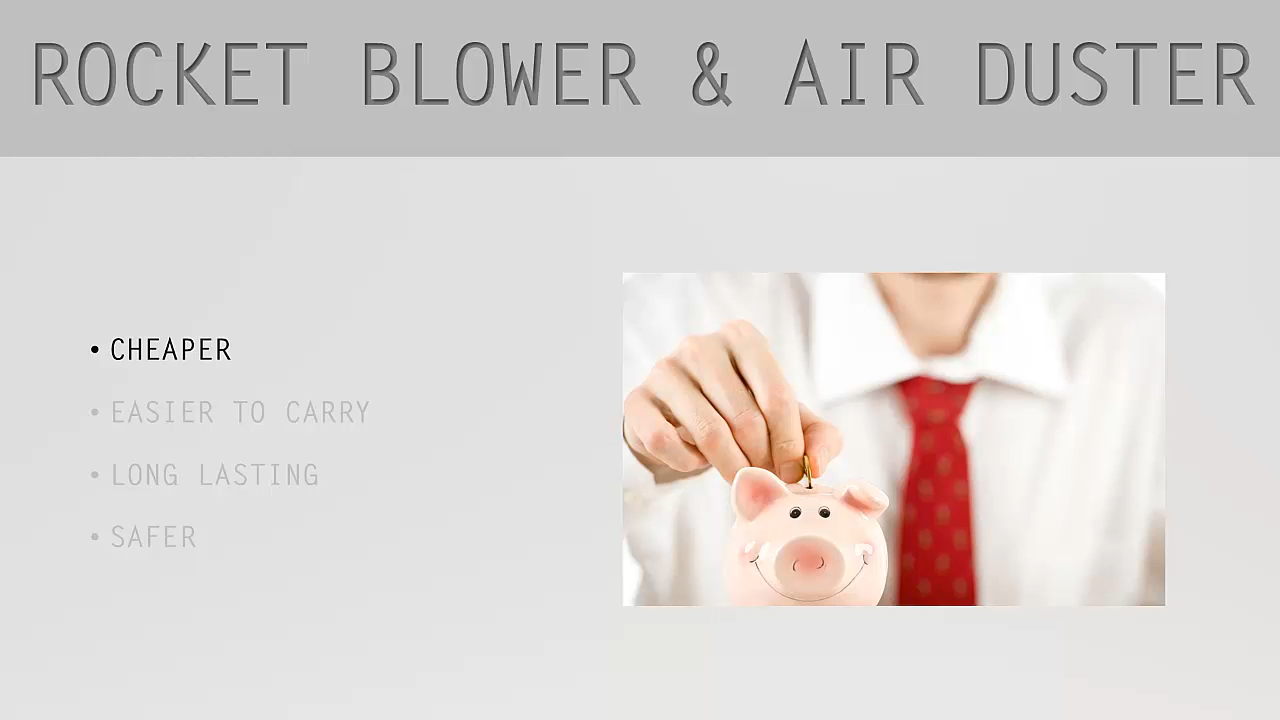 ROCKET BLOWER & AIR DUSTER
• CHEAPER
• EASIER TO CARRY
• LONG LASTING
• SAFER